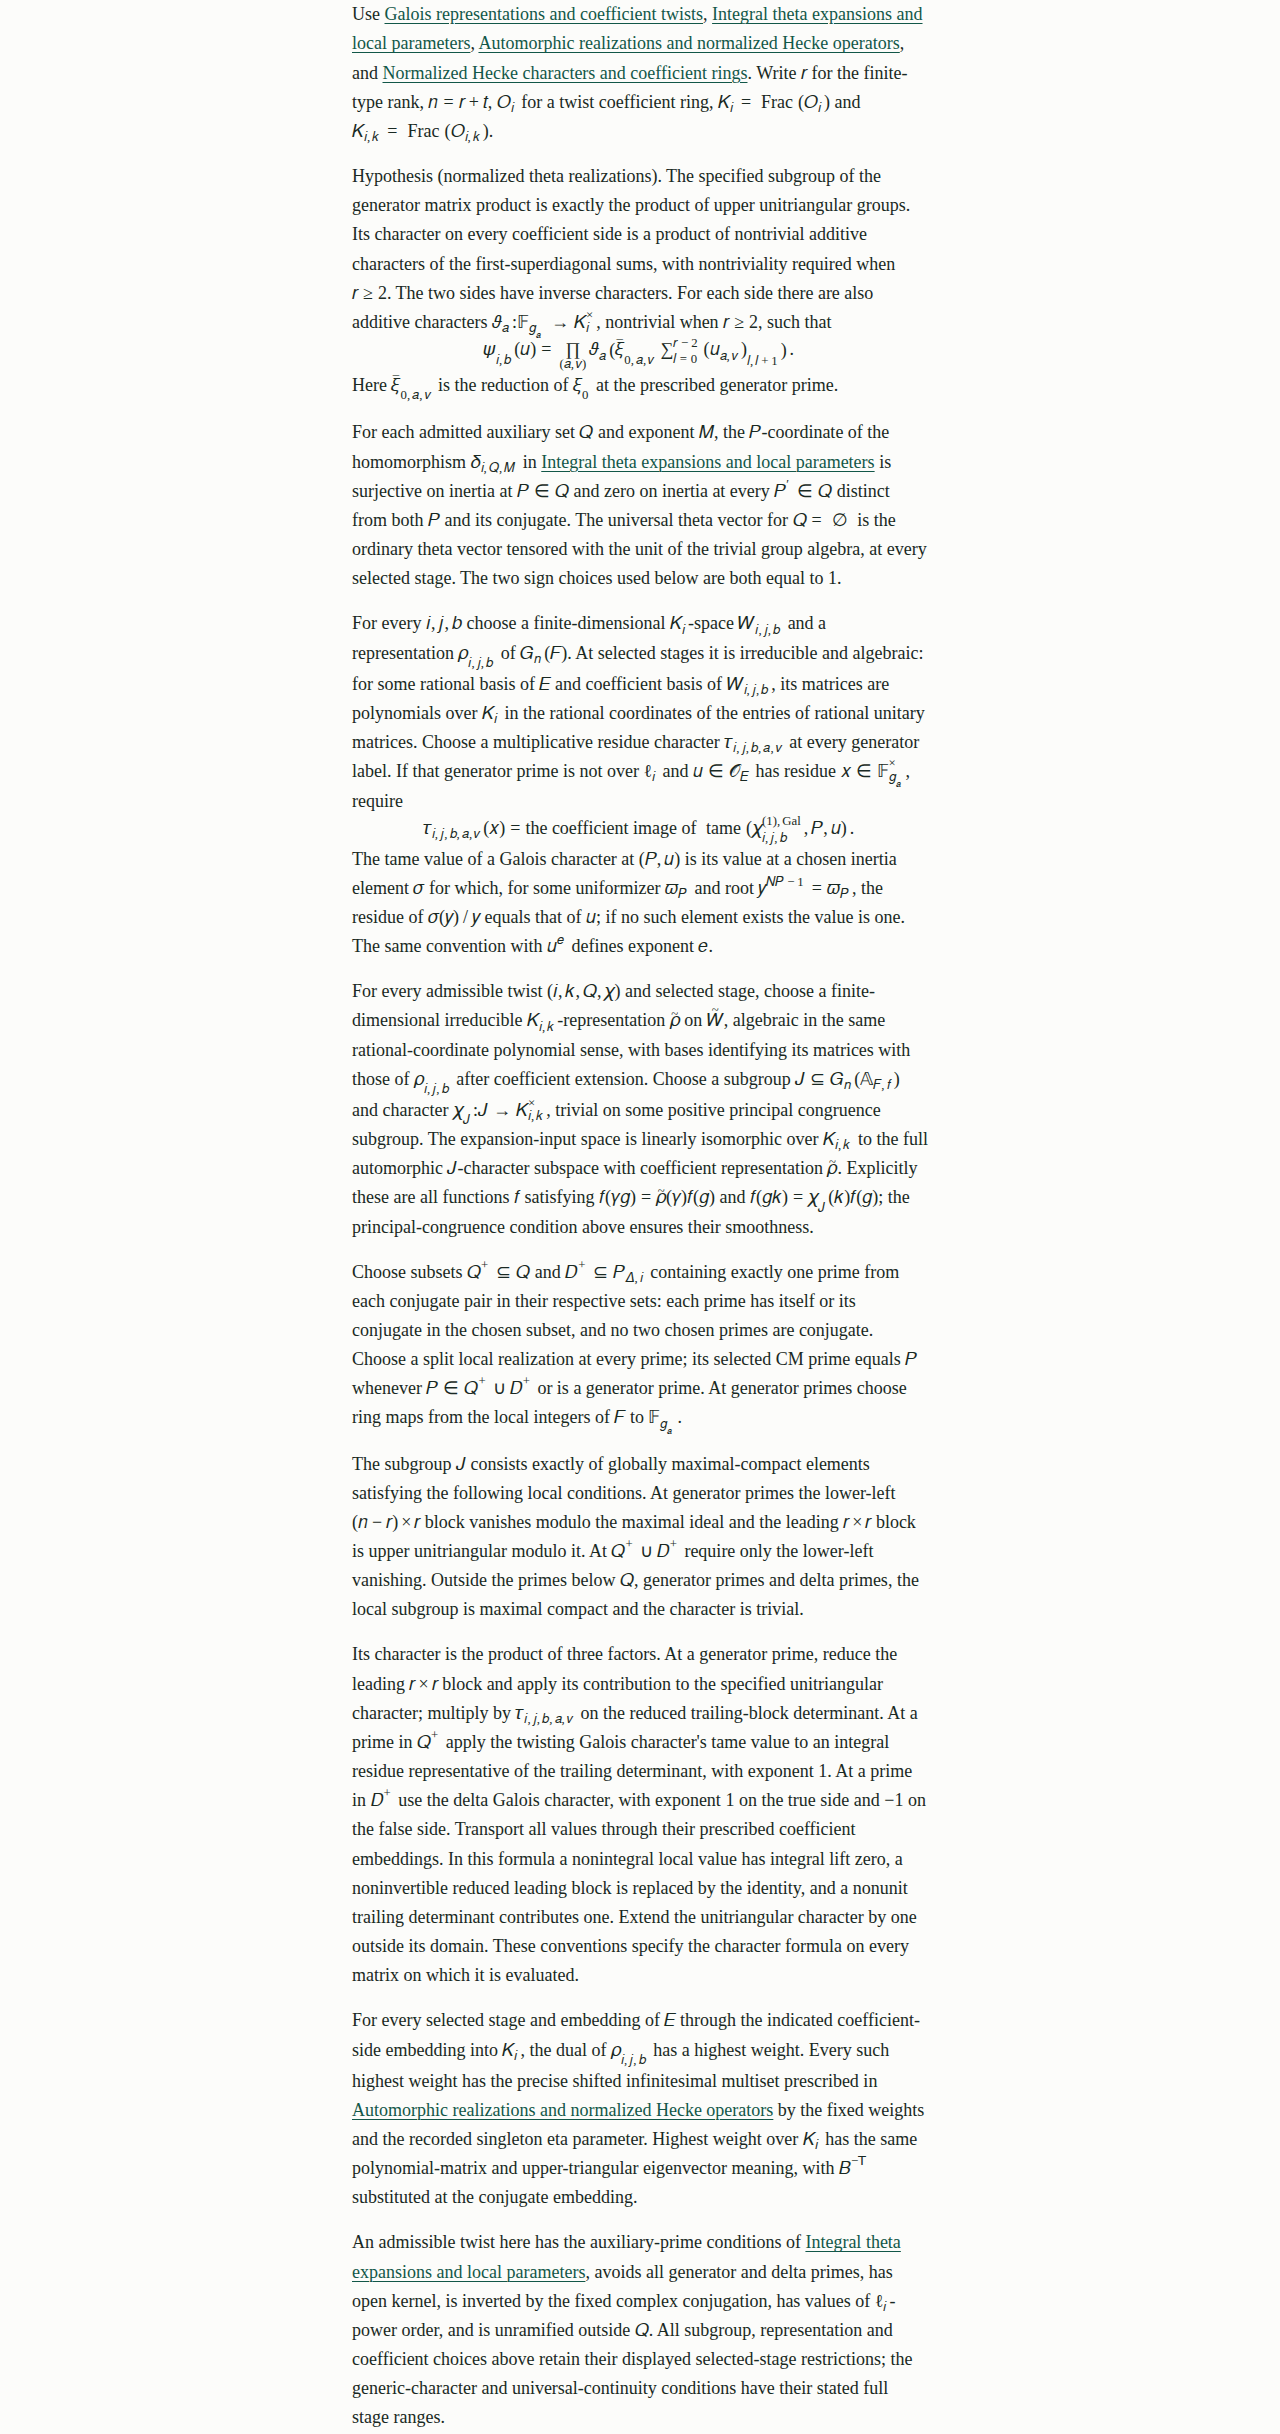 Use Galois representations and coefficient twists, Integral theta expansions and
local parameters, Automorphic realizations and normalized Hecke operators,
and Normalized Hecke characters and coefficient rings. Write r for the finite-
type rank, n = r + t, O_i for a twist coefficient ring, K_i = Frac (O_i) and
K_{i,k} = Frac (O_{i,k}).
Hypothesis (normalized theta realizations). The specified subgroup of the
generator matrix product is exactly the product of upper unitriangular groups.
Its character on every coefficient side is a product of nontrivial additive
characters of the first-superdiagonal sums, with nontriviality required when
r ≥ 2. The two sides have inverse characters. For each side there are also
additive characters ϑ_a : 𝔽_{g_a} → K_i^×, nontrivial when r ≥ 2, such that
ψ_{i,b}(u) = ∏_{(a,v)} ϑ_a(ξ̅_{0,a,v} ∑_{l=0}^{r−2} (u_{a,v})_{l,l+1}).
Here ξ̅_{0,a,v} is the reduction of ξ_0 at the prescribed generator prime.
For each admitted auxiliary set Q and exponent M, the P-coordinate of the
homomorphism δ_{i,Q,M} in Integral theta expansions and local parameters is
surjective on inertia at P ∈ Q and zero on inertia at every P′ ∈ Q distinct
from both P and its conjugate. The universal theta vector for Q = ∅ is the
ordinary theta vector tensored with the unit of the trivial group algebra, at every
selected stage. The two sign choices used below are both equal to 1.
For every i, j, b choose a finite-dimensional K_i-space W_{i,j,b} and a
representation ρ_{i,j,b} of G_n(F). At selected stages it is irreducible and algebraic:
for some rational basis of E and coefficient basis of W_{i,j,b}, its matrices are
polynomials over K_i in the rational coordinates of the entries of rational unitary
matrices. Choose a multiplicative residue character τ_{i,j,b,a,v} at every generator
label. If that generator prime is not over ℓ_i and u ∈ 𝒪_E has residue x ∈ 𝔽_{g_a}^×,
require
τ_{i,j,b,a,v}(x) = the coefficient image of tame (χ_{i,j,b}^{(1),Gal}, P, u).
The tame value of a Galois character at (P, u) is its value at a chosen inertia
element σ for which, for some uniformizer ϖ_P and root y^{NP−1} = ϖ_P, the
residue of σ(y) / y equals that of u; if no such element exists the value is one.
The same convention with u^e defines exponent e.
For every admissible twist (i, k, Q, χ) and selected stage, choose a finite-
dimensional irreducible K_{i,k}-representation ρ̃ on W̃, algebraic in the same
rational-coordinate polynomial sense, with bases identifying its matrices with
those of ρ_{i,j,b} after coefficient extension. Choose a subgroup J ⊆ G_n(𝔸_{F,f})
and character χ_J : J → K_{i,k}^×, trivial on some positive principal congruence
subgroup. The expansion-input space is linearly isomorphic over K_{i,k} to the full
automorphic J-character subspace with coefficient representation ρ̃. Explicitly
these are all functions f satisfying f(γg) = ρ̃(γ)f(g) and f(gk) = χ_J(k)f(g); the
principal-congruence condition above ensures their smoothness.
Choose subsets Q^+ ⊆ Q and D^+ ⊆ P_{Δ,i} containing exactly one prime from
each conjugate pair in their respective sets: each prime has itself or its
conjugate in the chosen subset, and no two chosen primes are conjugate.
Choose a split local realization at every prime; its selected CM prime equals P
whenever P ∈ Q^+ ∪ D^+ or is a generator prime. At generator primes choose
ring maps from the local integers of F to 𝔽_{g_a}.
The subgroup J consists exactly of globally maximal-compact elements
satisfying the following local conditions. At generator primes the lower-left
(n − r) × r block vanishes modulo the maximal ideal and the leading r × r block
is upper unitriangular modulo it. At Q^+ ∪ D^+ require only the lower-left
vanishing. Outside the primes below Q, generator primes and delta primes, the
local subgroup is maximal compact and the character is trivial.
Its character is the product of three factors. At a generator prime, reduce the
leading r × r block and apply its contribution to the specified unitriangular
character; multiply by τ_{i,j,b,a,v} on the reduced trailing-block determinant. At a
prime in Q^+ apply the twisting Galois character's tame value to an integral
residue representative of the trailing determinant, with exponent 1. At a prime
in D^+ use the delta Galois character, with exponent 1 on the true side and −1 on
the false side. Transport all values through their prescribed coefficient
embeddings. In this formula a nonintegral local value has integral lift zero, a
noninvertible reduced leading block is replaced by the identity, and a nonunit
trailing determinant contributes one. Extend the unitriangular character by one
outside its domain. These conventions specify the character formula on every
matrix on which it is evaluated.
For every selected stage and embedding of E through the indicated coefficient-
side embedding into K_i, the dual of ρ_{i,j,b} has a highest weight. Every such
highest weight has the precise shifted infinitesimal multiset prescribed in
Automorphic realizations and normalized Hecke operators by the fixed weights
and the recorded singleton eta parameter. Highest weight over K_i has the same
polynomial-matrix and upper-triangular eigenvector meaning, with B^{−T}
substituted at the conjugate embedding.
An admissible twist here has the auxiliary-prime conditions of Integral theta
expansions and local parameters, avoids all generator and delta primes, has
open kernel, is inverted by the fixed complex conjugation, has values of ℓ_i-
power order, and is unramified outside Q. All subgroup, representation and
coefficient choices above retain their displayed selected-stage restrictions; the
generic-character and universal-continuity conditions have their stated full
stage ranges.